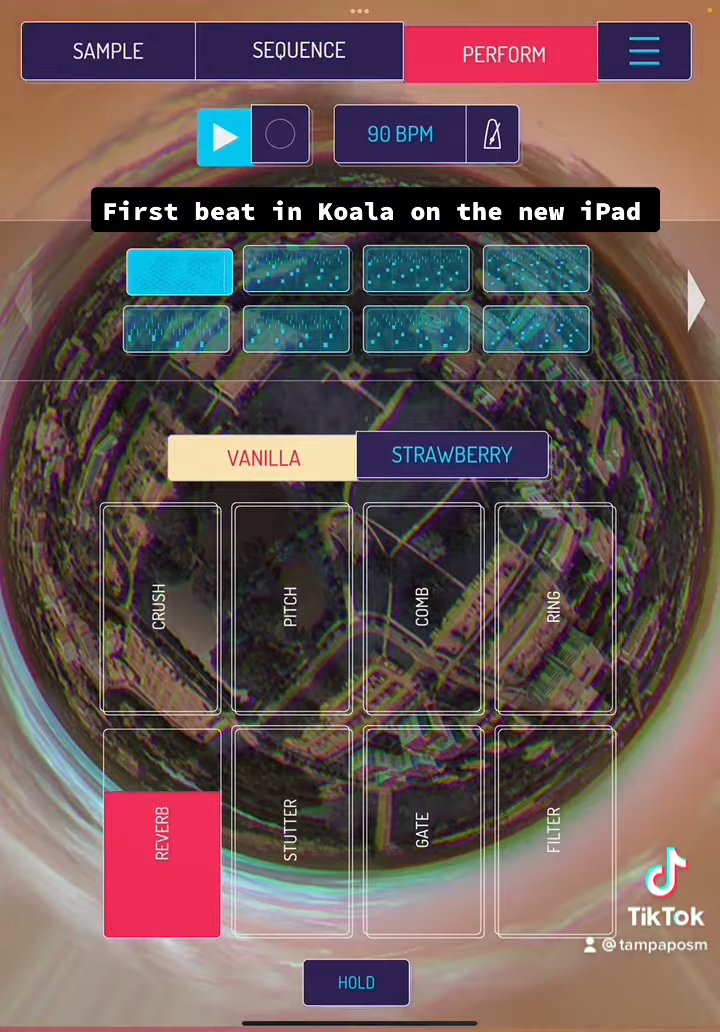 SAMPLE SEQUENCE PERFORM
90 BPM
First beat in Koala on the new iPad
VANILLA STRAWBERRY
CRUSH PITCH COMB RING
REVERB STUTTER GATE FILTER
TikTok
@tampaposm
HOLD